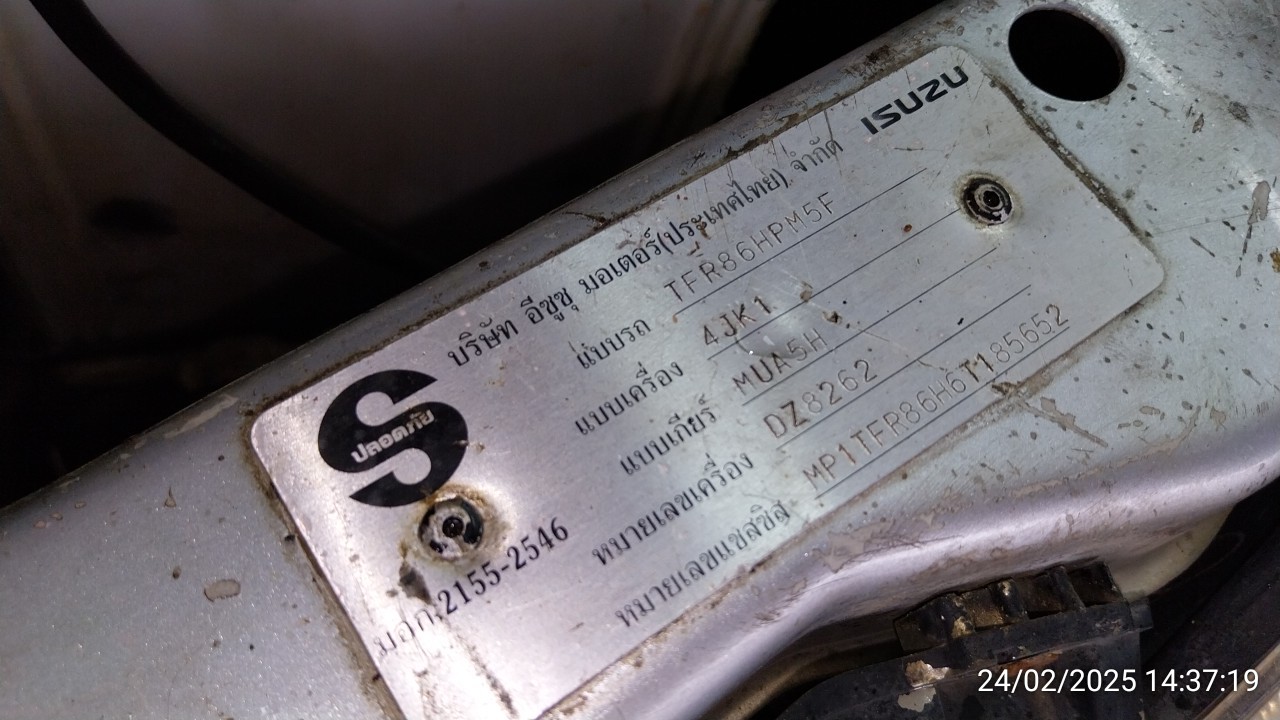 ISUZU
บริษัท อีซูซุ มอเตอร์(ประเทศไทย) จำกัด
แบบรถ TFR86HPM5F
แบบเครื่อง 4JK1
แบบเกียร์ MUA5H
หมายเลขเครื่อง DZ8262
หมายเลขแชสซิส MP1TFR86H6T185652
S
ปลอดภัย
มอก.2155-2546
24/02/2025 14:37:19